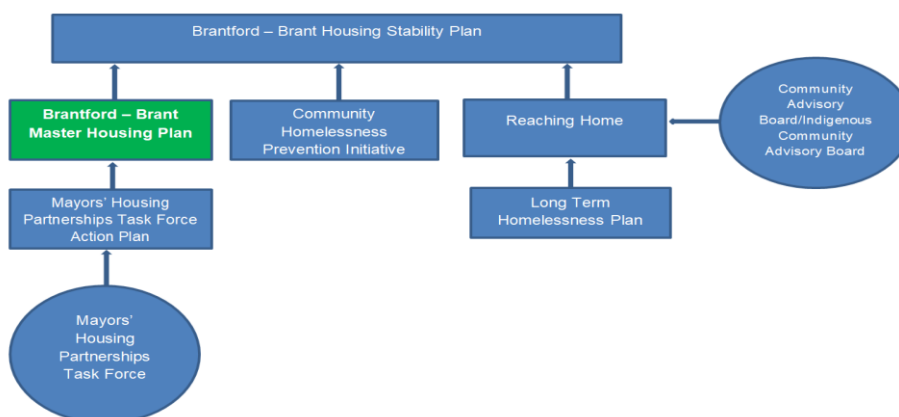 Brantford – Brant Housing Stability Plan
Brantford – Brant
Master Housing Plan
Community
Homelessness
Prevention Initiative
Reaching Home
Community
Advisory
Board/Indigenous
Community
Advisory Board
Mayors' Housing
Partnerships Task Force
Action Plan
Long Term
Homelessness Plan
Mayors'
Housing
Partnerships
Task Force